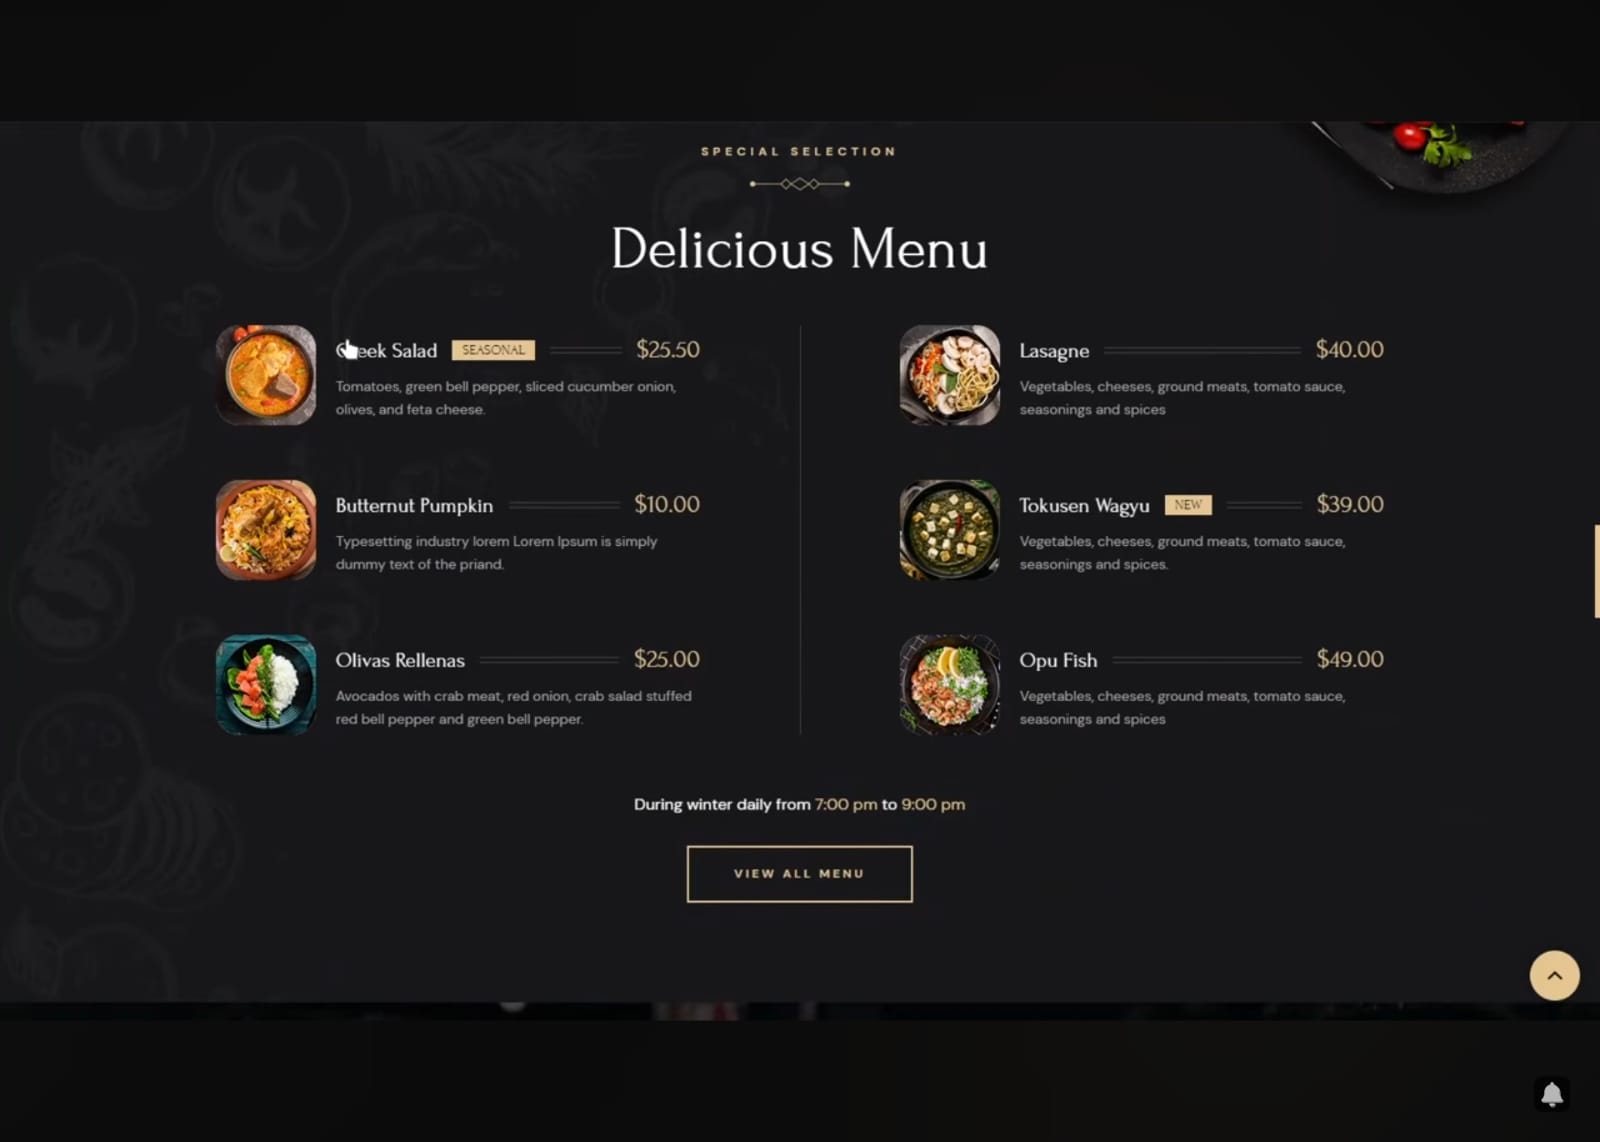 SPECIAL SELECTION
Delicious Menu
Greek Salad SEASONAL $25.50
Tomatoes, green bell pepper, sliced cucumber onion,
olives, and feta cheese.
Butternut Pumpkin $10.00
Typesetting industry lorem Lorem Ipsum is simply
dummy text of the priand.
Olivas Rellenas $25.00
Avocados with crab meat, red onion, crab salad stuffed
red bell pepper and green bell pepper.
Lasagne $40.00
Vegetables, cheeses, ground meats, tomato sauce,
seasonings and spices
Tokusen Wagyu NEW $39.00
Vegetables, cheeses, ground meats, tomato sauce,
seasonings and spices.
Opu Fish $49.00
Vegetables, cheeses, ground meats, tomato sauce,
seasonings and spices
During winter daily from 7:00 pm to 9:00 pm
VIEW ALL MENU